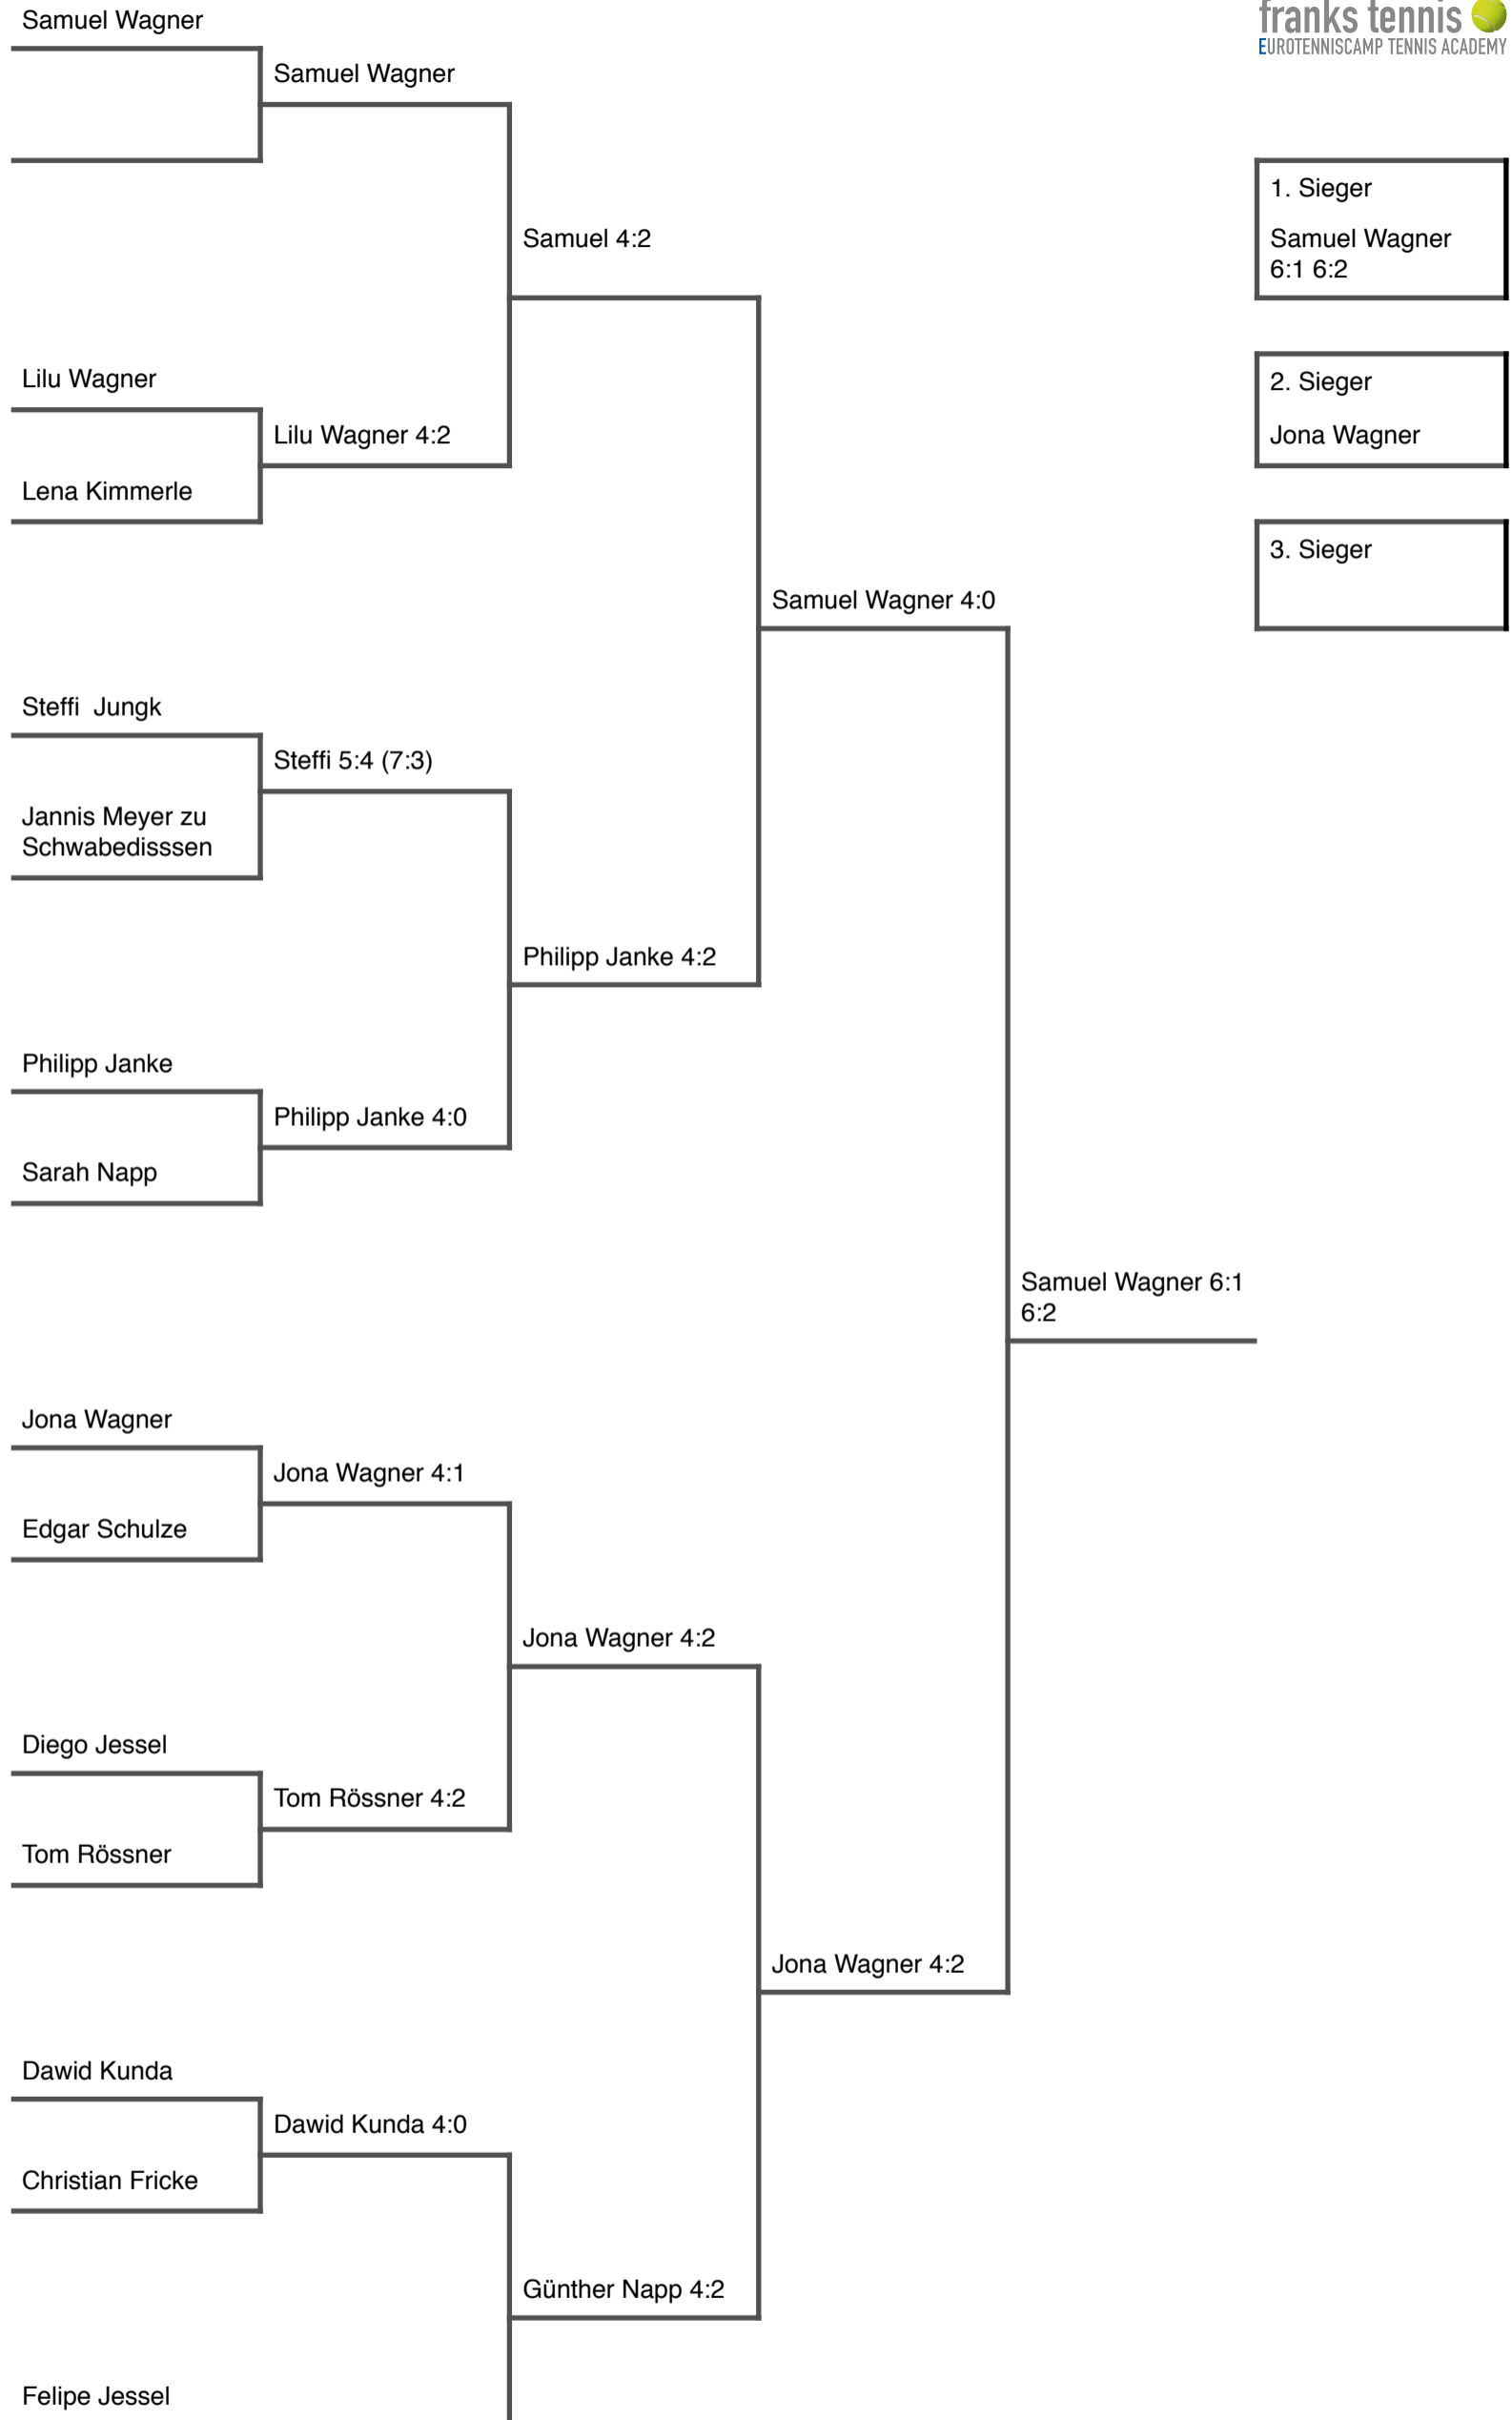 Samuel Wagner
franks tennis
EUROTENNISCAMP TENNIS ACADEMY
Samuel Wagner
1. Sieger
Samuel Wagner
6:1 6:2
Samuel 4:2
Lilu Wagner
2. Sieger
Jona Wagner
Lilu Wagner 4:2
Lena Kimmerle
3. Sieger
Samuel Wagner 4:0
Steffi  Jungk
Steffi 5:4 (7:3)
Jannis Meyer zu
Schwabedisssen
Philipp Janke 4:2
Philipp Janke
Philipp Janke 4:0
Sarah Napp
Samuel Wagner 6:1
6:2
Jona Wagner
Jona Wagner 4:1
Edgar Schulze
Jona Wagner 4:2
Diego Jessel
Tom Rössner 4:2
Tom Rössner
Jona Wagner 4:2
Dawid Kunda
Dawid Kunda 4:0
Christian Fricke
Günther Napp 4:2
Felipe Jessel